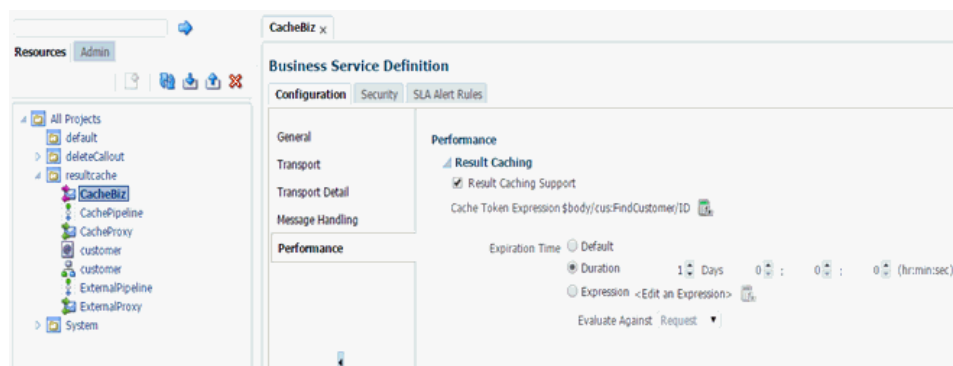 CacheBiz x
Resources Admin
Business Service Definition
Configuration Security SLA Alert Rules
All Projects
default
deleteCallout
resultcache
CacheBiz
CachePipeline
CacheProxy
customer
customer
ExternalPipeline
ExternalProxy
System
General
Transport
Transport Detail
Message Handling
Performance
Performance
Result Caching
Result Caching Support
Cache Token Expression $body/cus:FindCustomer/ID
Expiration Time Default
Duration 1 Days 0 : 0 : 0 (hr:min:sec)
Expression <Edit an Expression>
Evaluate Against Request